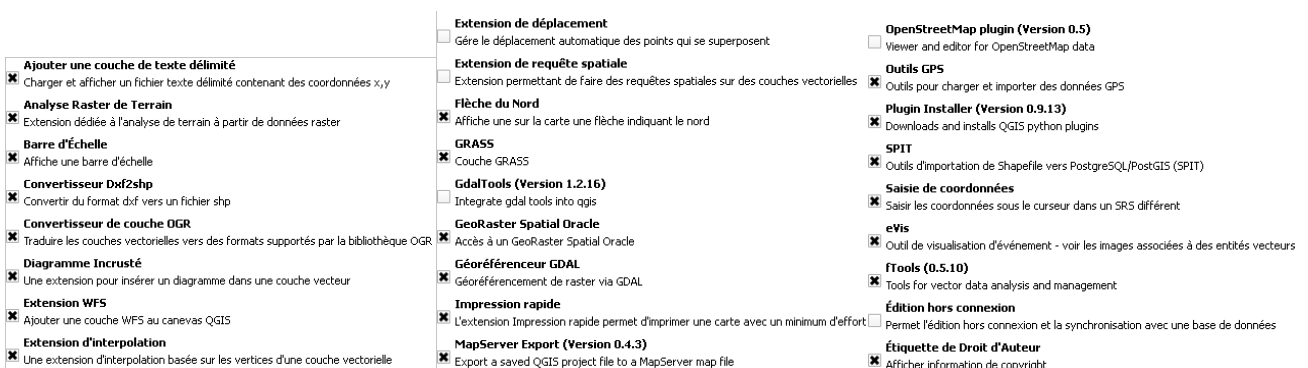 Ajouter une couche de texte délimité
Charger et afficher un fichier texte délimité contenant des coordonnées x,y
Analyse Raster de Terrain
Extension dédiée à l'analyse de terrain à partir de données raster
Barre d'Échelle
Affiche une barre d'échelle
Convertisseur Dxf2shp
Convertir du format dxf vers un fichier shp
Convertisseur de couche OGR
Traduire les couches vectorielles vers des formats supportés par la bibliothèque OGR
Diagramme Incrusté
Une extension pour insérer un diagramme dans une couche vecteur
Extension WFS
Ajouter une couche WFS au canevas QGIS
Extension d'interpolation
Une extension d'interpolation basée sur les vertices d'une couche vectorielle
Extension de déplacement
Gére le déplacement automatique des points qui se superposent
Extension de requête spatiale
Extension permettant de faire des requêtes spatiales sur des couches vectorielles
Flèche du Nord
Affiche une sur la carte une flèche indiquant le nord
GRASS
Couche GRASS
GdalTools (Version 1.2.16)
Integrate gdal tools into qgis
GeoRaster Spatial Oracle
Accès à un GeoRaster Spatial Oracle
Géoréférenceur GDAL
Géoréférencement de raster via GDAL
Impression rapide
L'extension Impression rapide permet d'imprimer une carte avec un minimum d'effort
MapServer Export (Version 0.4.3)
Export a saved QGIS project file to a MapServer map file
OpenStreetMap plugin (Version 0.5)
Viewer and editor for OpenStreetMap data
Outils GPS
Outils pour charger et importer des données GPS
Plugin Installer (Version 0.9.13)
Downloads and installs QGIS python plugins
SPIT
Outils d'importation de Shapefile vers PostgreSQL/PostGIS (SPIT)
Saisie de coordonnées
Saisir les coordonnées sous le curseur dans un SRS différent
eVis
Outil de visualisation d'événement - voir les images associées à des entités vecteurs
fTools (0.5.10)
Tools for vector data analysis and management
Édition hors connexion
Permet l'édition hors connexion et la synchronisation avec une base de données
Étiquette de Droit d'Auteur
Afficher information de copyright